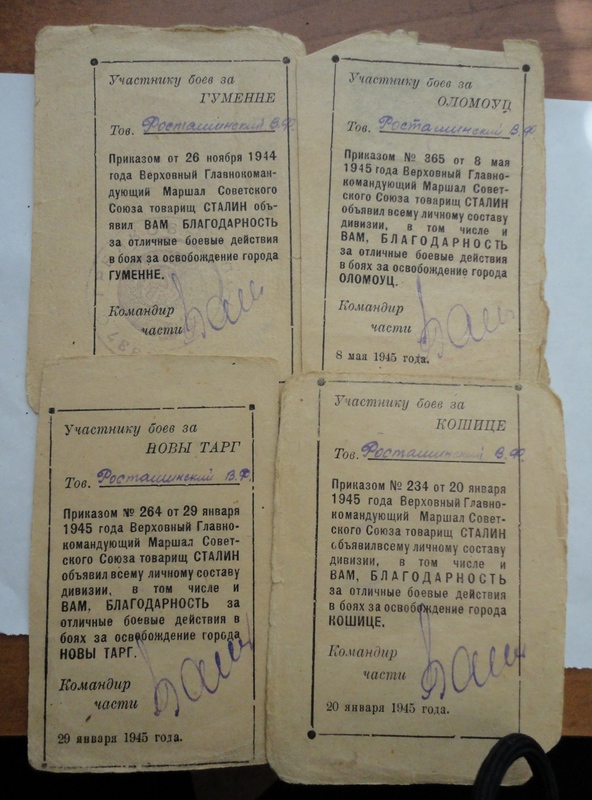 Участнику боев за
ГУМЕННЕ
Тов. Росташинский В.Ф
Приказом от 26 ноября 1944
года Верховный Главнокоман-
дующий Маршал Советского
Союза товарищ СТАЛИН объ-
явил ВАМ БЛАГОДАРНОСТЬ
за отличные боевые действия
в боях за освобождение города
ГУМЕННЕ.
Командир
части
Участнику боев за
ОЛОМОУЦ
Тов. Росташинский В.Ф
Приказом № 365 от 8 мая
1945 года Верховный Главно-
командующий Маршал Совет-
ского Союза товарищ СТАЛИН
объявил всему личному составу
дивизии, в том числе и
ВАМ, БЛАГОДАРНОСТЬ
за отличные боевые действия
в боях за освобождение города
ОЛОМОУЦ.
Командир
части
8 мая 1945 года.
Участнику боев за
НОВЫ ТАРГ
Тов. Росташинский В.Ф.
Приказом № 264 от 29 января
1945 года Верховный Главно-
командующий Маршал Совет-
ского Союза товарищ СТАЛИН
объявил всему личному составу
дивизии, в том числе и
ВАМ, БЛАГОДАРНОСТЬ за
отличные боевые действия в
боях за освобождение города
НОВЫ ТАРГ.
Командир
части
29 января 1945 года.
Участнику боев за
КОШИЦЕ
Тов. Росташинский В.Ф.
Приказом № 234 от 20 января
1945 года Верховный Главно-
командующий Маршал Совет-
ского Союза товарищ СТАЛИН
объявилвсему личному составу
дивизии, в том числе и
ВАМ, БЛАГОДАРНОСТЬ
за отличные боевые действия
в боях за освобождение города
КОШИЦЕ.
Командир
части
20 января 1945 года.